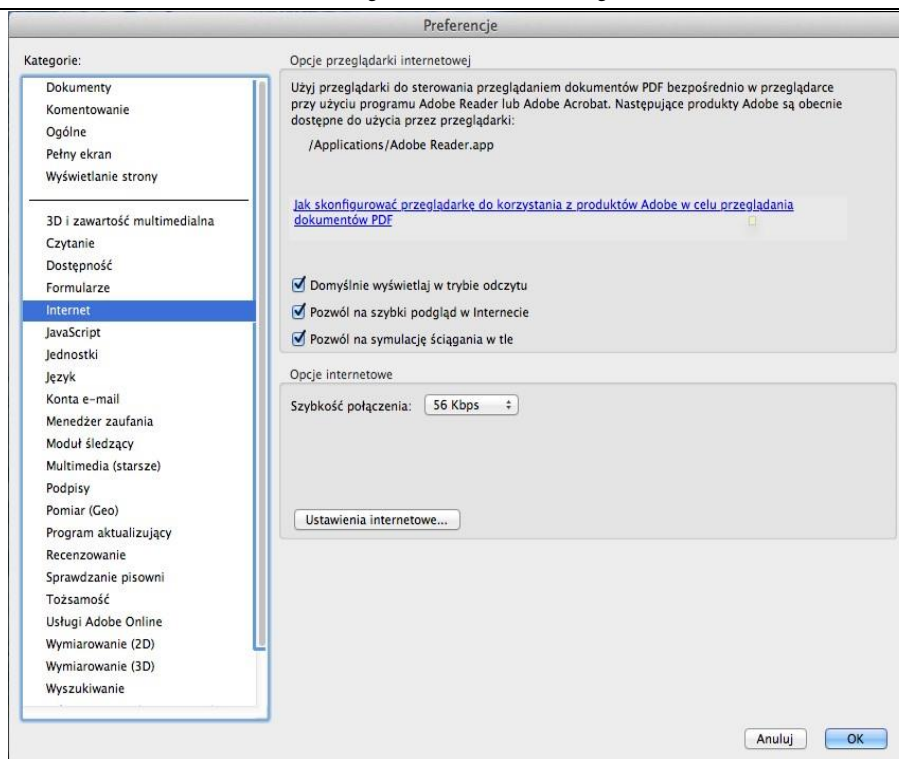 Preferencje
Kategorie:
Dokumenty
Komentowanie
Ogólne
Pełny ekran
Wyświetlanie strony
3D i zawartość multimedialna
Czytanie
Dostępność
Formularze
Internet
JavaScript
Jednostki
Język
Konta e-mail
Menedżer zaufania
Moduł śledzący
Multimedia (starsze)
Podpisy
Pomiar (Geo)
Program aktualizujący
Recenzowanie
Sprawdzanie pisowni
Tożsamość
Usługi Adobe Online
Wymiarowanie (2D)
Wymiarowanie (3D)
Wyszukiwanie
Opcje przeglądarki internetowej
Użyj przeglądarki do sterowania przeglądaniem dokumentów PDF bezpośrednio w przeglądarce
przy użyciu programu Adobe Reader lub Adobe Acrobat. Następujące produkty Adobe są obecnie
dostępne do użycia przez przeglądarki:
/Applications/Adobe Reader.app
Jak skonfigurować przeglądarkę do korzystania z produktów Adobe w celu przeglądania
dokumentów PDF
Domyślnie wyświetlaj w trybie odczytu
Pozwól na szybki podgląd w Internecie
Pozwól na symulację ściągania w tle
Opcje internetowe
Szybkość połączenia: 56 Kbps
Ustawienia internetowe...
Anuluj OK